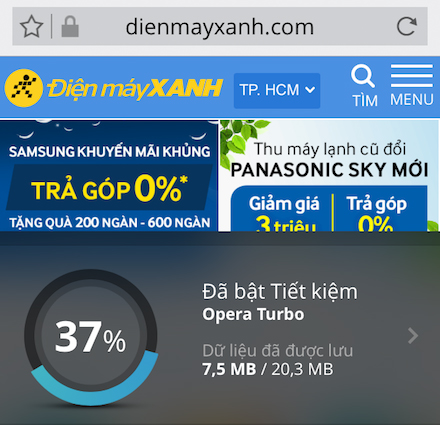 dienmayxanh.com
Điện máy XANH
TP. HCM
TÌM
MENU
SAMSUNG KHUYẾN MÃI KHỦNG
TRẢ GÓP 0%*
TẶNG QUÀ 200 NGÀN - 600 NGÀN
Thu máy lạnh cũ đổi
PANASONIC SKY MỚI
Giảm giá
3 triệu
Trả góp
0%
37%
Đã bật Tiết kiệm
Opera Turbo
Dữ liệu đã được lưu
7,5 MB / 20,3 MB